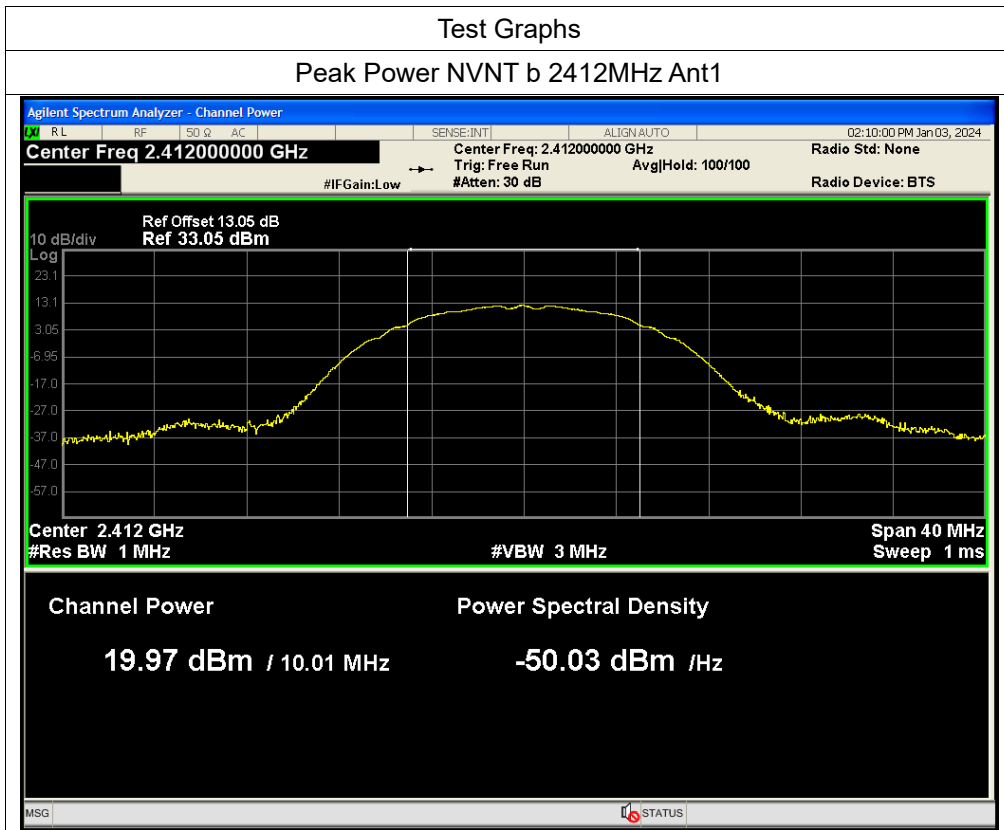 Test Graphs
Peak Power NVNT b 2412MHz Ant1
Agilent Spectrum Analyzer - Channel Power
LXI RL RF 50 Ω AC SENSE:INT ALIGN AUTO 02:10:00 PM Jan 03, 2024
Center Freq 2.412000000 GHz Center Freq: 2.412000000 GHz Radio Std: None
Trig: Free Run Avg|Hold: 100/100
#IFGain:Low #Atten: 30 dB Radio Device: BTS
Ref Offset 13.05 dB
10 dB/div Ref 33.05 dBm
Log
23.1
13.1
3.05
-6.95
-17.0
-27.0
-37.0
-47.0
-57.0
Center 2.412 GHz Span 40 MHz
#Res BW 1 MHz #VBW 3 MHz Sweep 1 ms
Channel Power Power Spectral Density
19.97 dBm / 10.01 MHz -50.03 dBm /Hz
MSG STATUS